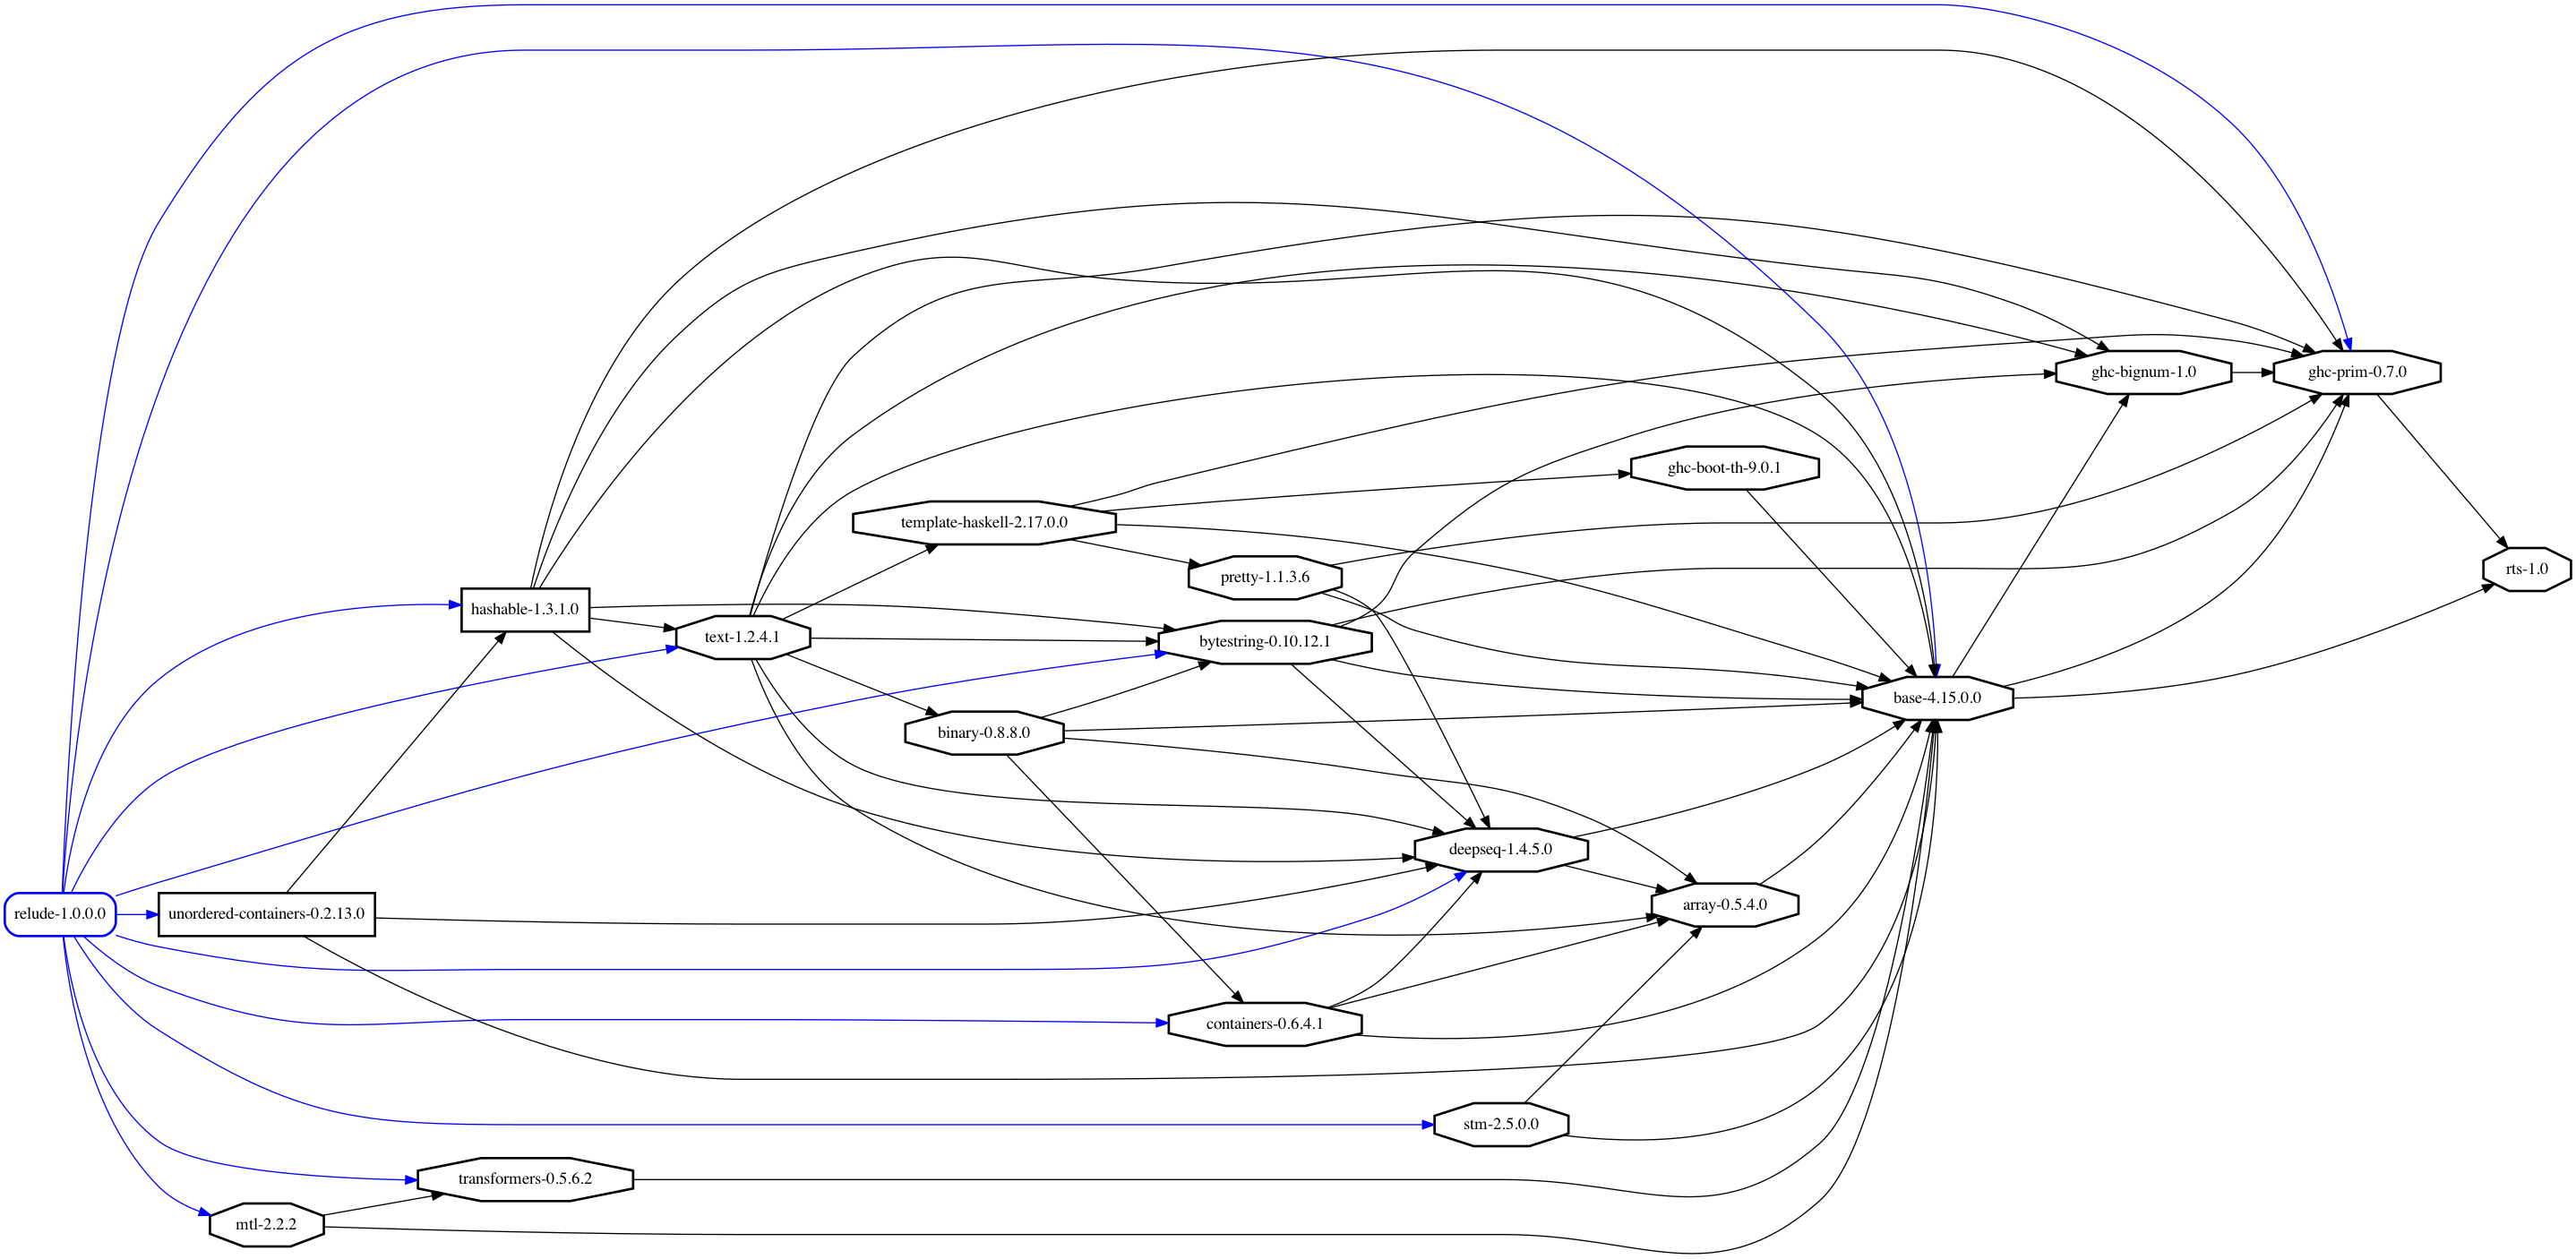 relude-1.0.0.0
unordered-containers-0.2.13.0
hashable-1.3.1.0
text-1.2.4.1
template-haskell-2.17.0.0
binary-0.8.8.0
pretty-1.1.3.6
bytestring-0.10.12.1
containers-0.6.4.1
deepseq-1.4.5.0
stm-2.5.0.0
ghc-boot-th-9.0.1
array-0.5.4.0
base-4.15.0.0
ghc-bignum-1.0
ghc-prim-0.7.0
rts-1.0
transformers-0.5.6.2
mtl-2.2.2